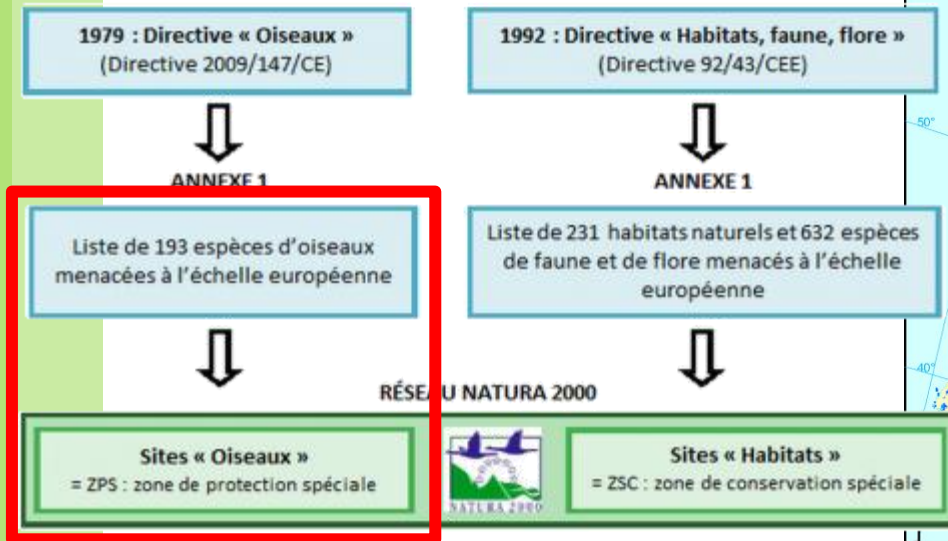 1979 : Directive « Oiseaux »
(Directive 2009/147/CE)
1992 : Directive « Habitats, faune, flore »
(Directive 92/43/CEE)
ANNEXE 1
ANNEXE 1
Liste de 193 espèces d'oiseaux
menacées à l'échelle européenne
Liste de 231 habitats naturels et 632 espèces
de faune et de flore menacés à l'échelle
européenne
RÉSEAU NATURA 2000
Sites « Oiseaux »
= ZPS : zone de protection spéciale
NATURA 2000
Sites « Habitats »
= ZSC : zone de conservation spéciale
50°
40°